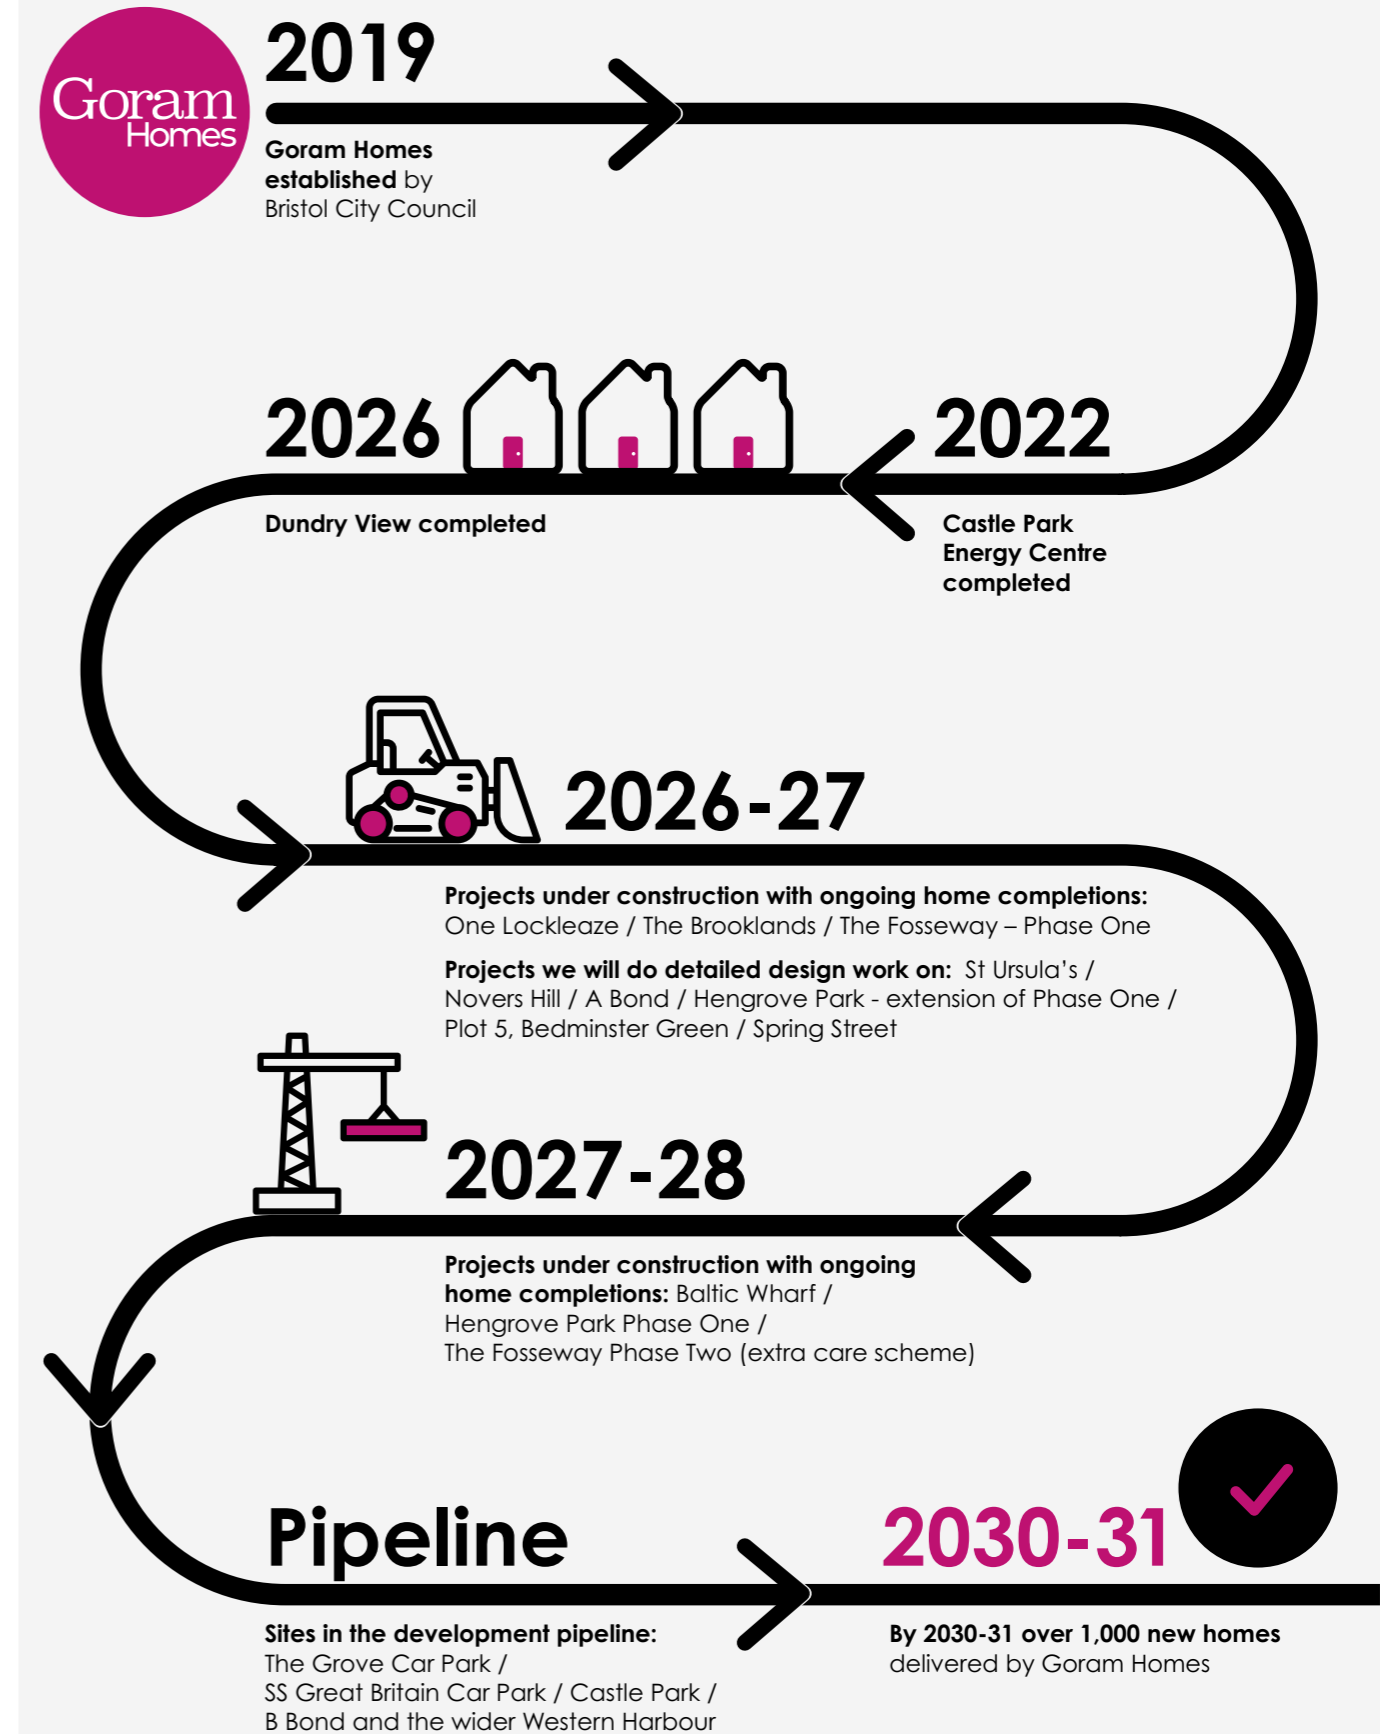 Goram
Homes
2019
Goram Homes
established by
Bristol City Council
2022
Castle Park
Energy Centre
completed
2026
Dundry View completed
2026-27
Projects under construction with ongoing home completions:
One Lockleaze / The Brooklands / The Fosseway – Phase One
Projects we will do detailed design work on: St Ursula’s /
Novers Hill / A Bond / Hengrove Park - extension of Phase One /
Plot 5, Bedminster Green / Spring Street
2027-28
Projects under construction with ongoing
home completions: Baltic Wharf /
Hengrove Park Phase One /
The Fosseway Phase Two (extra care scheme)
Pipeline
Sites in the development pipeline:
The Grove Car Park /
SS Great Britain Car Park / Castle Park /
B Bond and the wider Western Harbour
2030-31
By 2030-31 over 1,000 new homes
delivered by Goram Homes